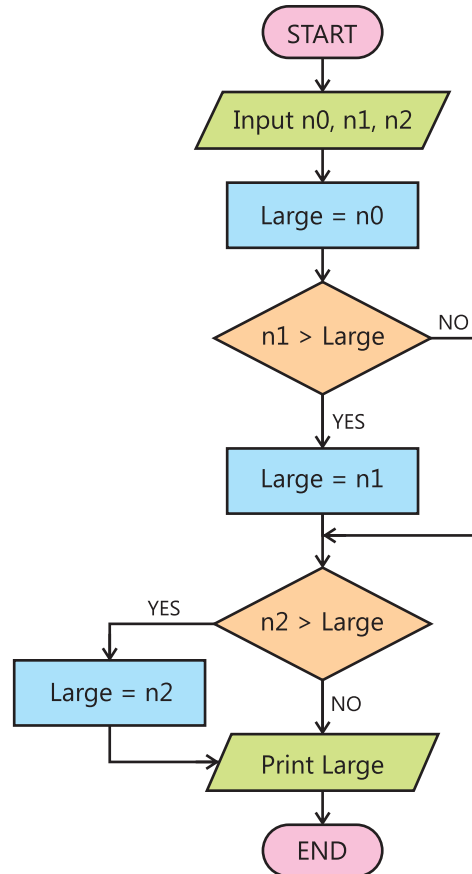 START
Input n0, n1, n2
Large = n0
n1 > Large
NO
YES
Large = n1
YES
n2 > Large
Large = n2
NO
Print Large
END